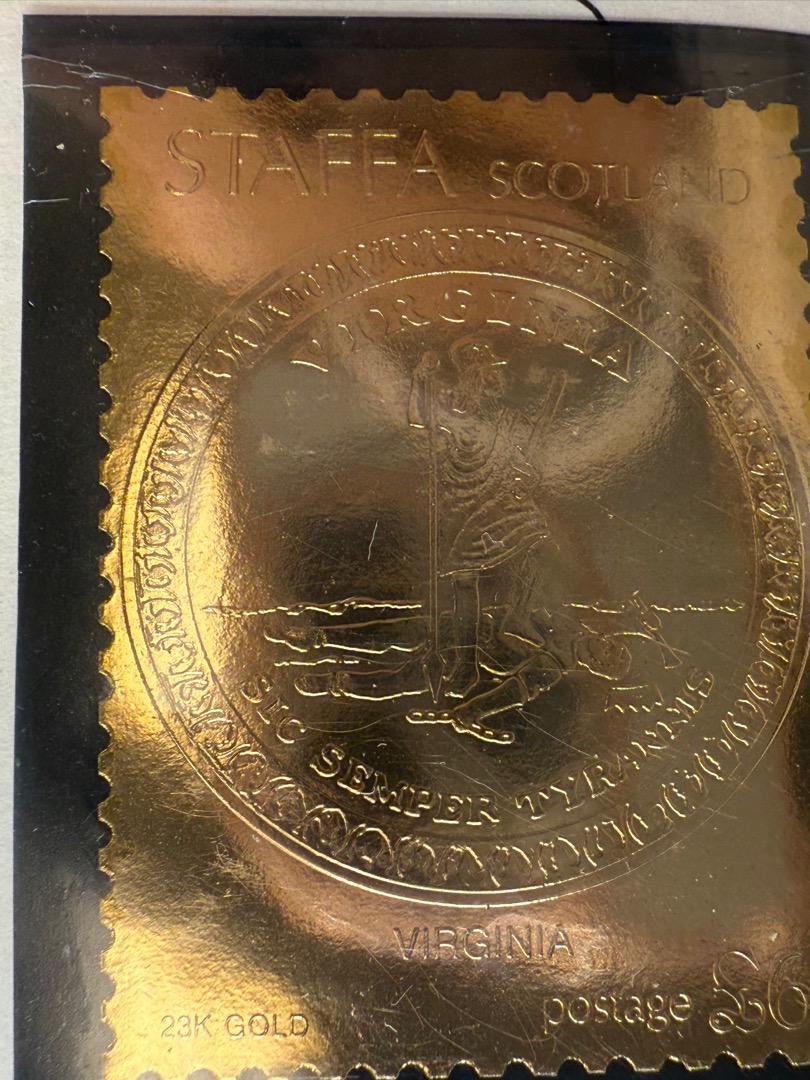 STAFFA SCOTLAND
VIRGINIA
SIC SEMPER TYRANNIS
VIRGINIA
23K GOLD
postage £6